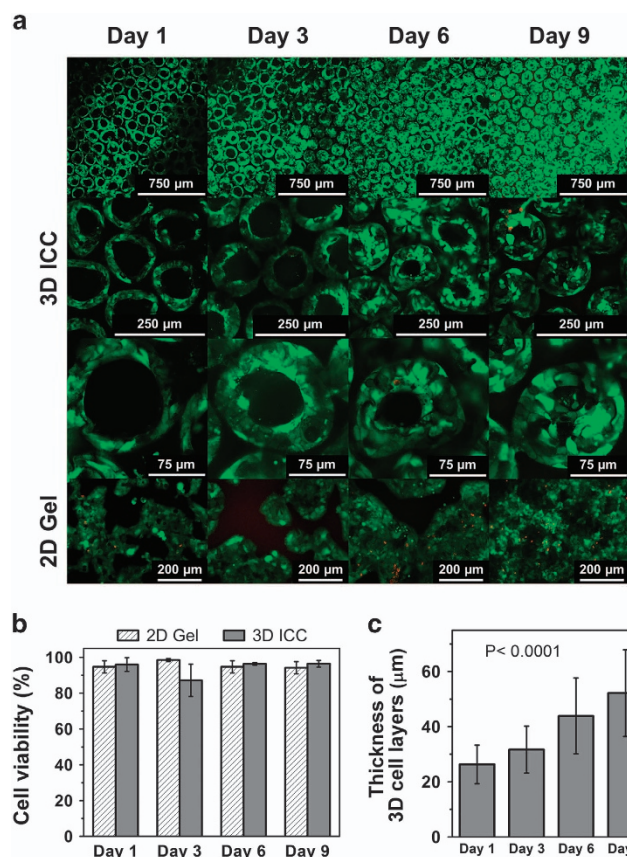 a
Day 1 Day 3 Day 6 Day 9
3D ICC
750 µm 750 µm 750 µm 750 µm
250 µm 250 µm 250 µm 250 µm
75 µm 75 µm 75 µm 75 µm
2D Gel
200 µm 200 µm 200 µm 200 µm
b
2D Gel 3D ICC
Cell viability (%)
100
80
60
40
20
0
Day 1 Day 3 Day 6 Day 9
c
P< 0.0001
Thickness of
3D cell layers (µm)
60
40
20
0
Day 1 Day 3 Day 6 Day